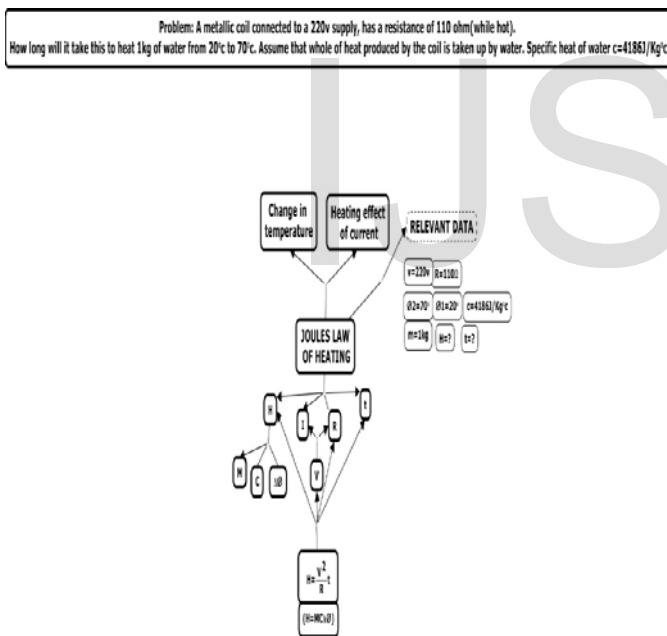 Problem: A metallic coil connected to a 220v supply, has a resistance of 110 ohm(while hot).
How long will it take this to heat 1kg of water from 20°c to 70°c. Assume that whole of heat produced by the coil is taken up by water. Specific heat of water c=4186J/Kg°c
IJS
Change in
temperature
Heating effect
of current
RELEVANT DATA
v=220v R=110Ω
Ø2=70° Ø1=20° c=4186J/Kg°c
m=1kg H=? t=?
JOULES LAW
OF HEATING
H
I
R
t
M
C
V
H=V²/R t